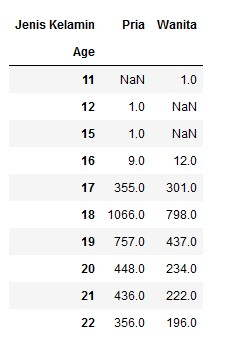 Jenis Kelamin Pria Wanita
Age
11 NaN 1.0
12 1.0 NaN
15 1.0 NaN
16 9.0 12.0
17 355.0 301.0
18 1066.0 798.0
19 757.0 437.0
20 448.0 234.0
21 436.0 222.0
22 356.0 196.0